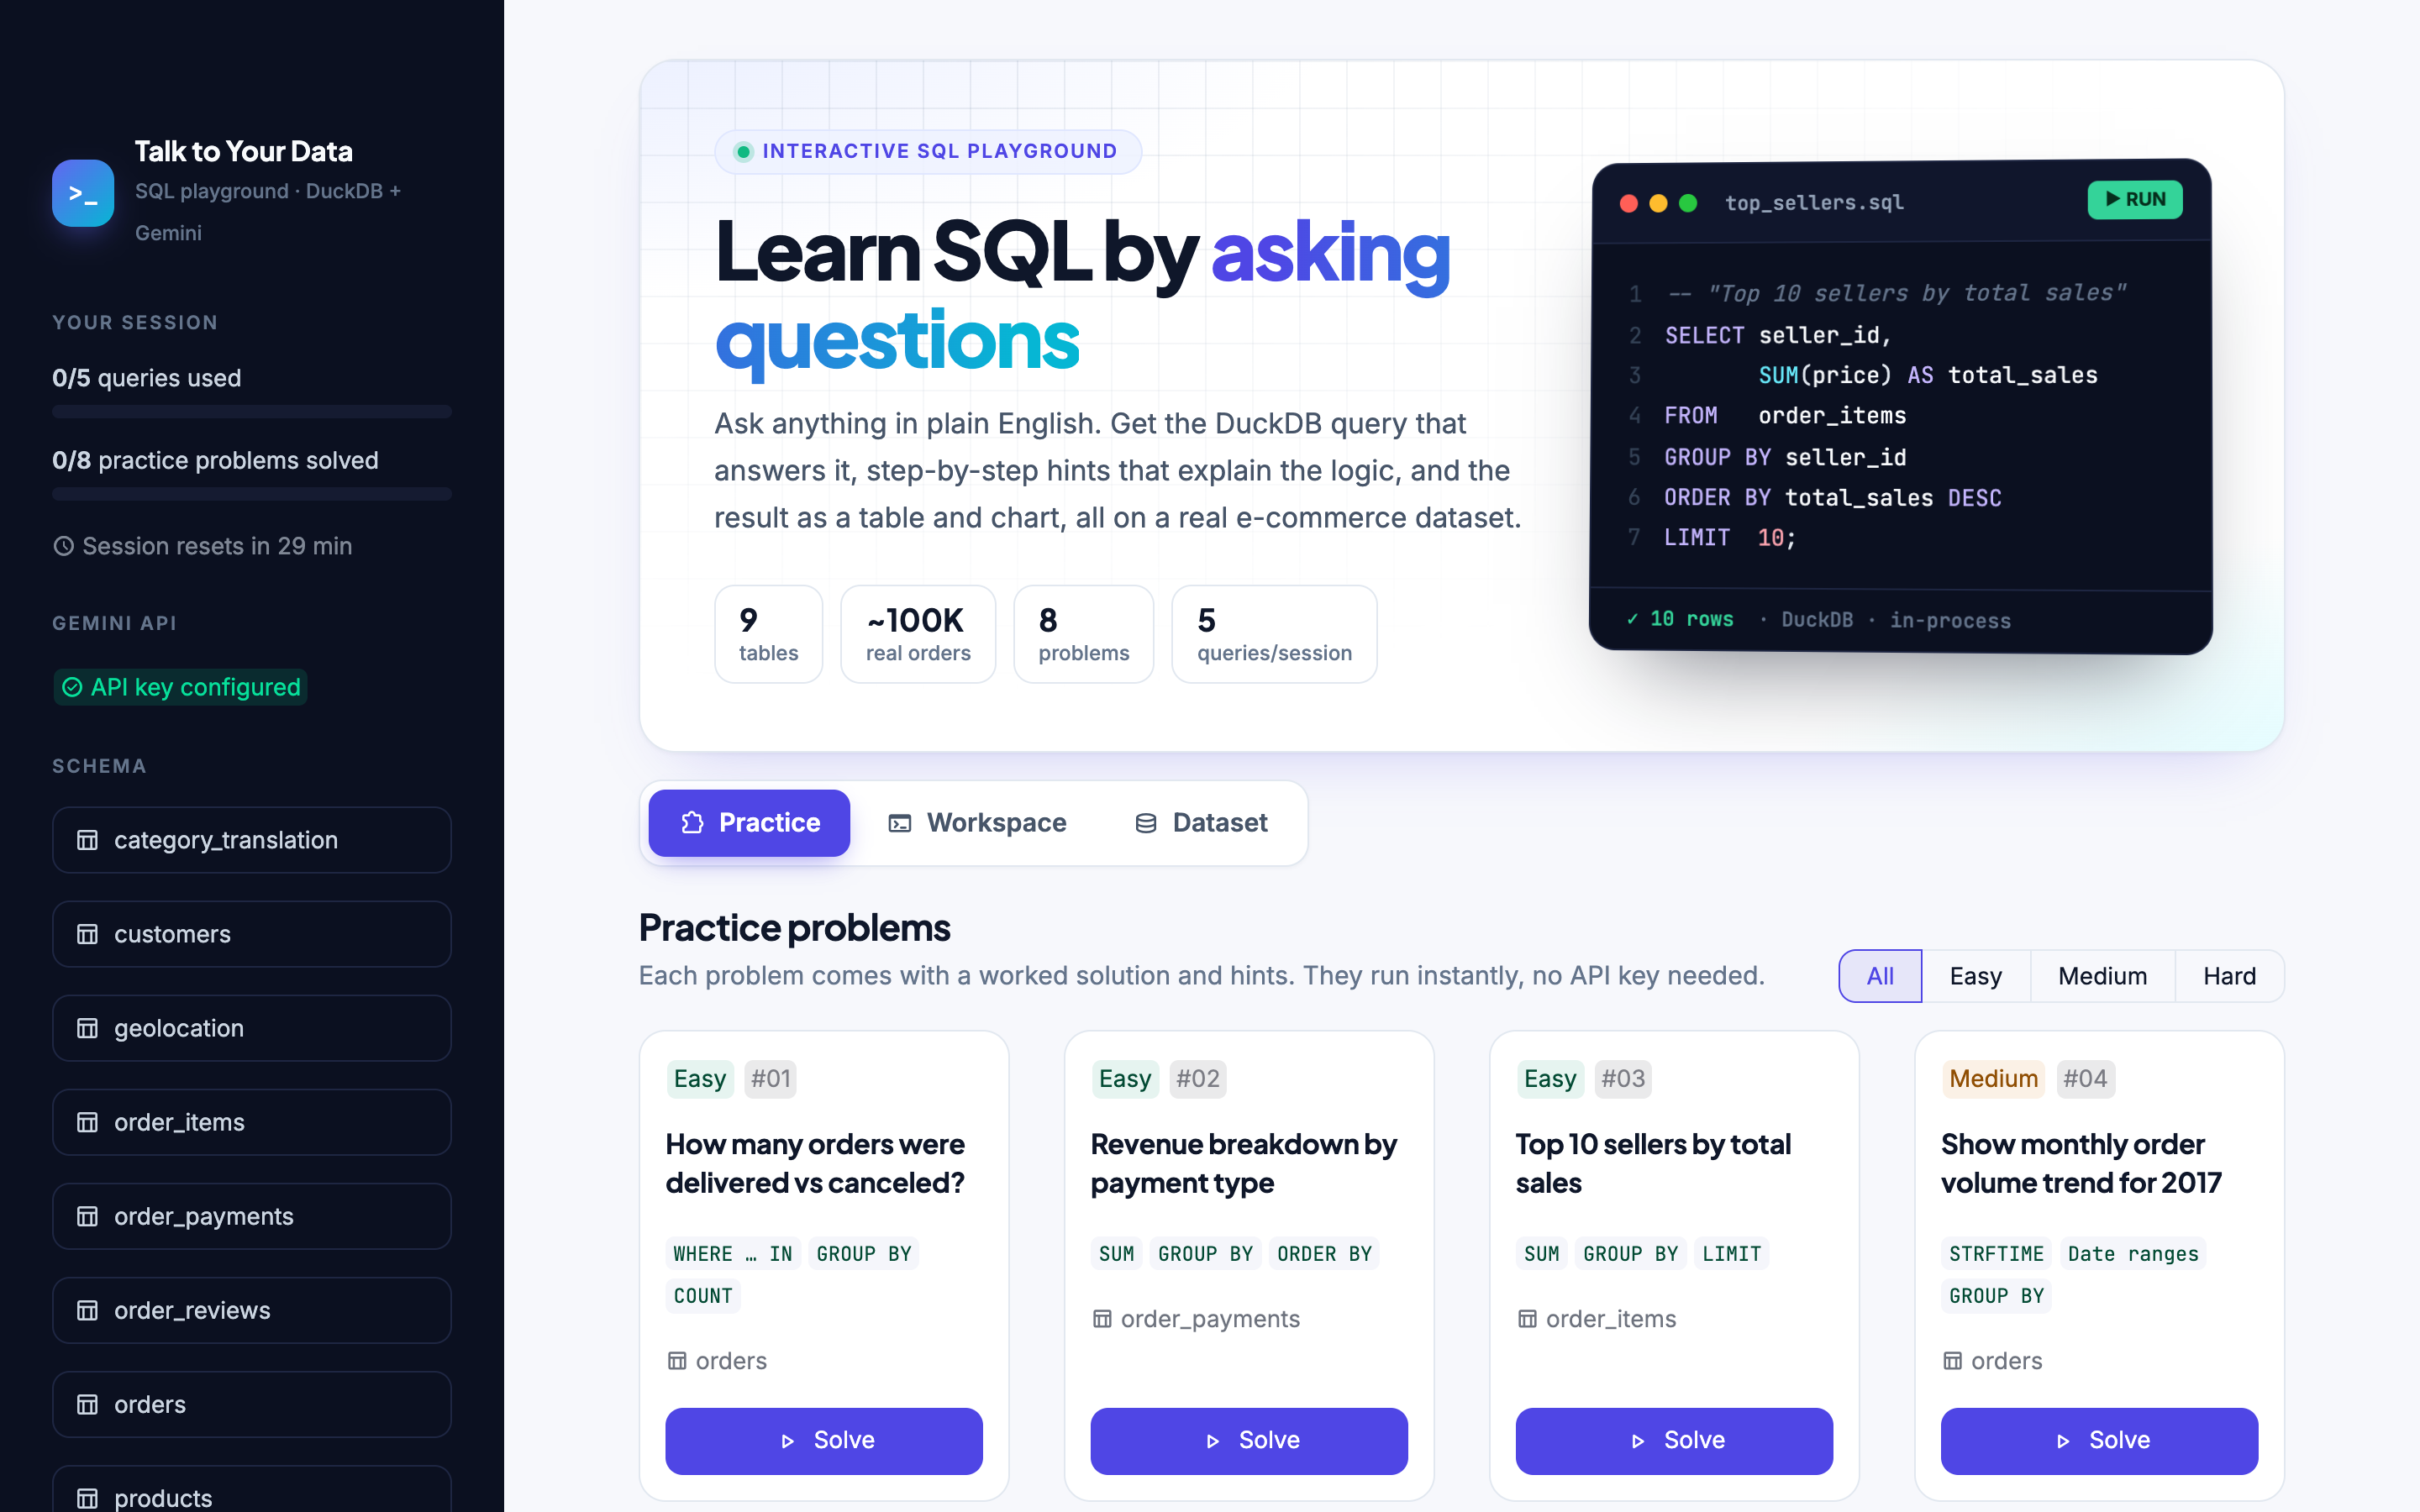 Talk to Your Data
>_
SQL playground · DuckDB +
Gemini
YOUR SESSION
0/5 queries used
0/8 practice problems solved
Session resets in 29 min
GEMINI API
API key configured
SCHEMA
category_translation
customers
geolocation
order_items
order_payments
order_reviews
orders
products
INTERACTIVE SQL PLAYGROUND
Learn SQL by asking
questions
Ask anything in plain English. Get the DuckDB query that
answers it, step-by-step hints that explain the logic, and the
result as a table and chart, all on a real e-commerce dataset.
9
tables
~100K
real orders
8
problems
5
queries/session
top_sellers.sql
▶ RUN
1 -- "Top 10 sellers by total sales"
2 SELECT seller_id,
3 SUM(price) AS total_sales
4 FROM order_items
5 GROUP BY seller_id
6 ORDER BY total_sales DESC
7 LIMIT 10;
✓ 10 rows · DuckDB · in-process
Practice
Workspace
Dataset
Practice problems
Each problem comes with a worked solution and hints. They run instantly, no API key needed.
All
Easy
Medium
Hard
Easy #01
How many orders were
delivered vs canceled?
WHERE … IN GROUP BY
COUNT
orders
Solve
Easy #02
Revenue breakdown by
payment type
SUM GROUP BY ORDER BY
order_payments
Solve
Easy #03
Top 10 sellers by total
sales
SUM GROUP BY LIMIT
order_items
Solve
Medium #04
Show monthly order
volume trend for 2017
STRFTIME Date ranges
GROUP BY
orders
Solve